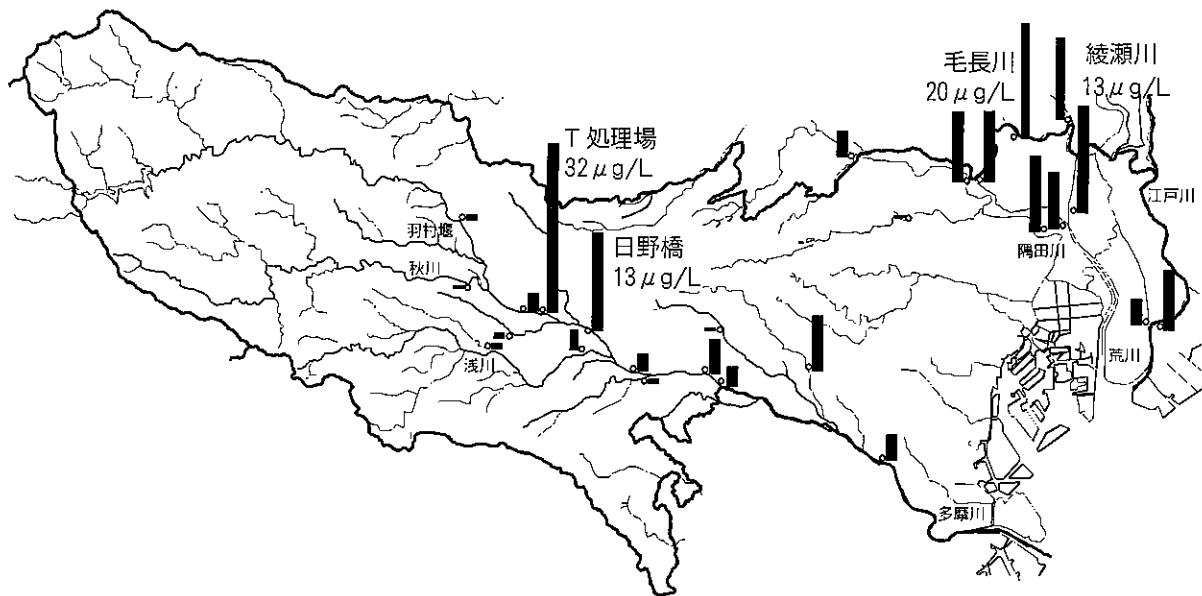 毛長川
20μg/L
綾瀬川
13μg/L
T処理場
32μg/L
羽村堰
江戸川
日野橋
13μg/L
隅田川
秋川
浅川
荒川
多摩川